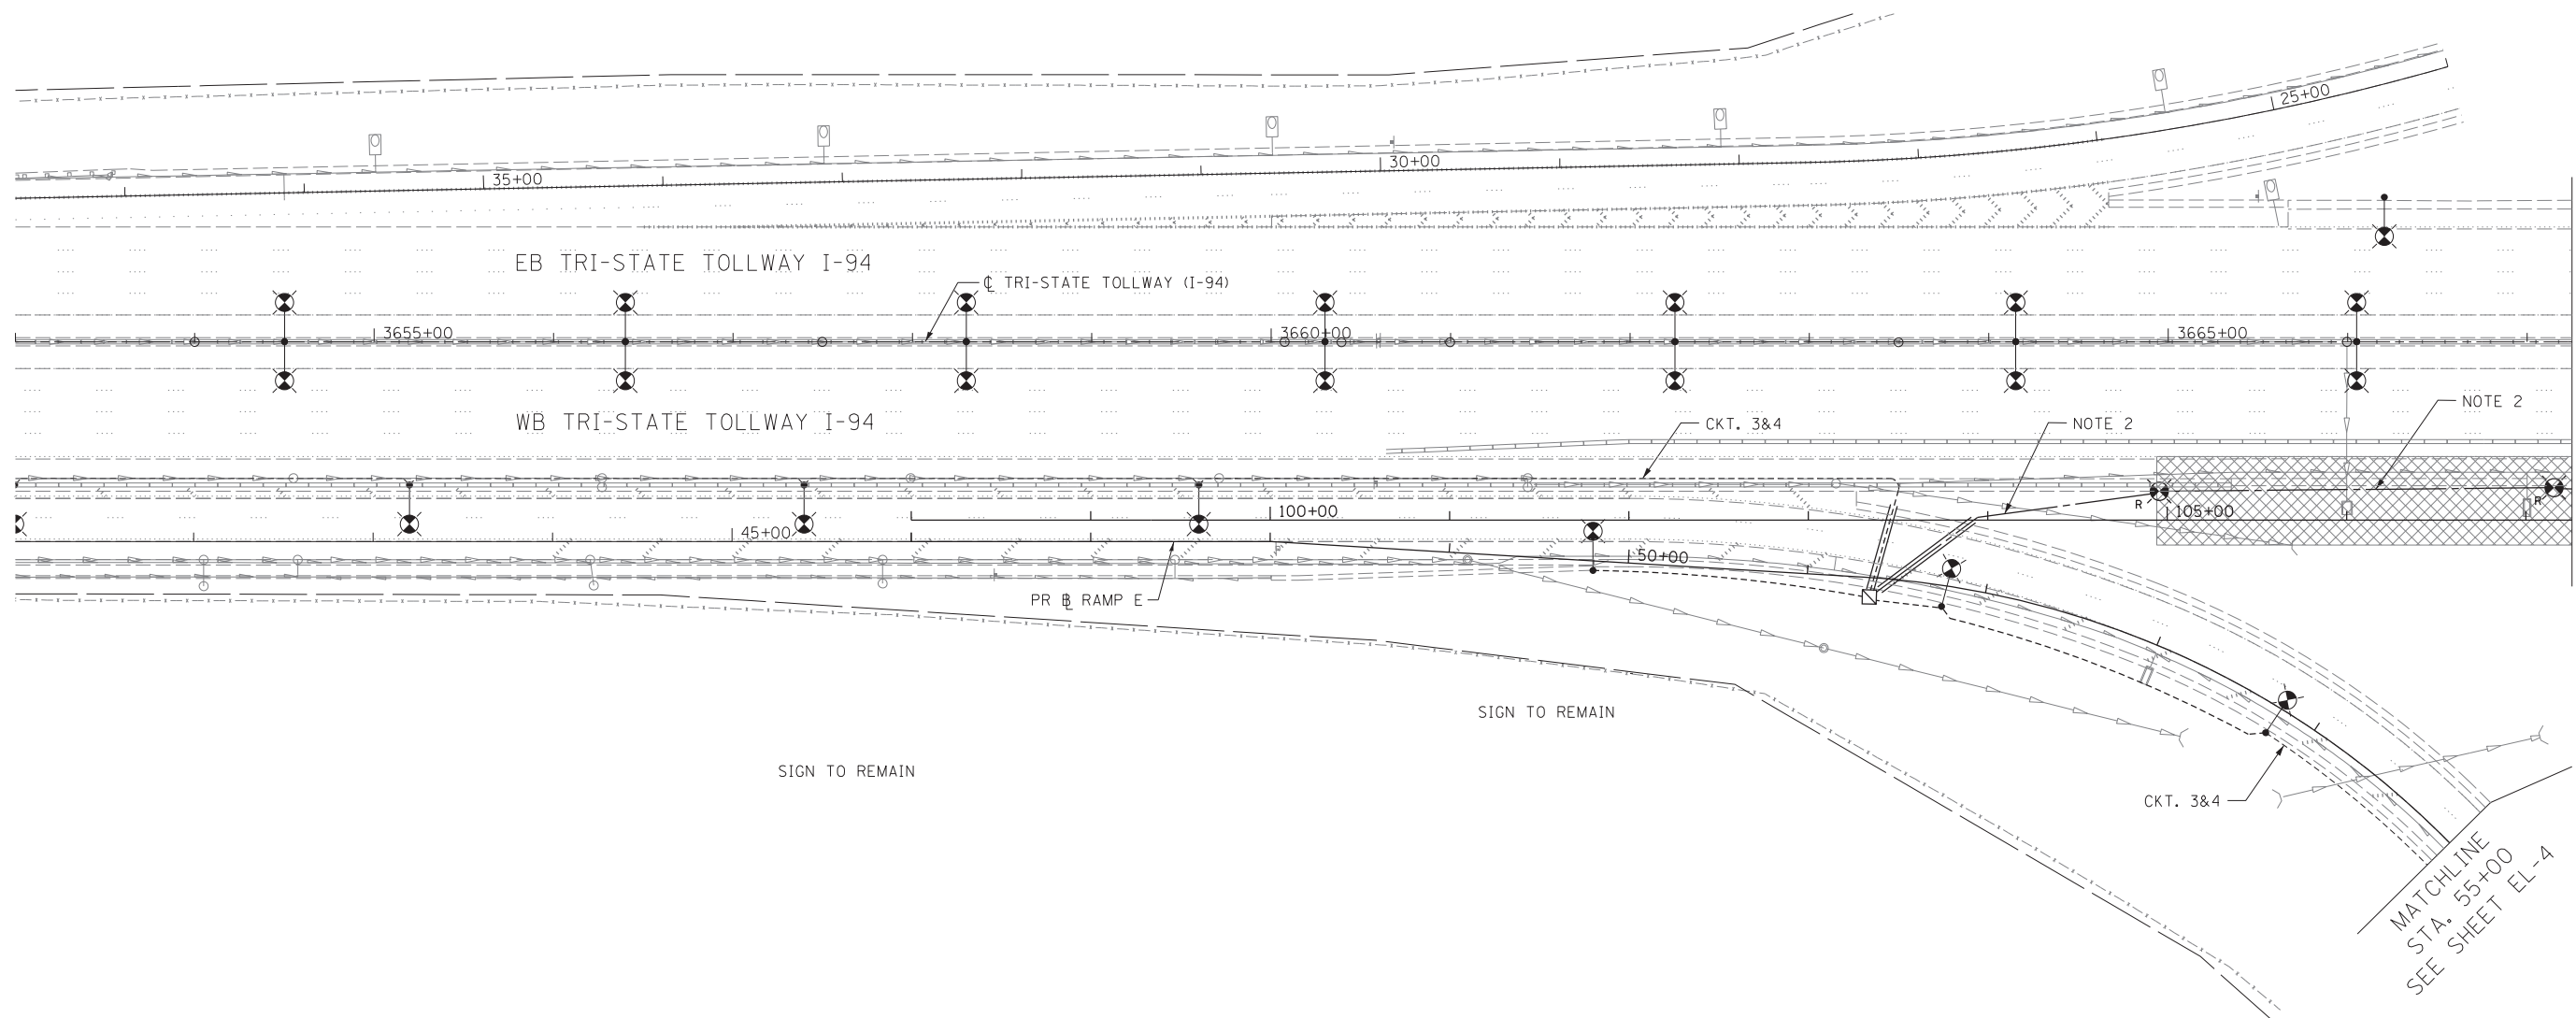 25+00
30+00
35+00
EB TRI-STATE TOLLWAY I-94
℄ TRI-STATE TOLLWAY (I-94)
3655+00
3660+00
3665+00
NOTE 2
WB TRI-STATE TOLLWAY I-94
CKT. 3&4
NOTE 2
R
R
100+00
105+00
45+00
50+00
PR B̲ RAMP E
SIGN TO REMAIN
SIGN TO REMAIN
CKT. 3&4
MATCHLINE
STA. 55+00
SEE SHEET EL-4